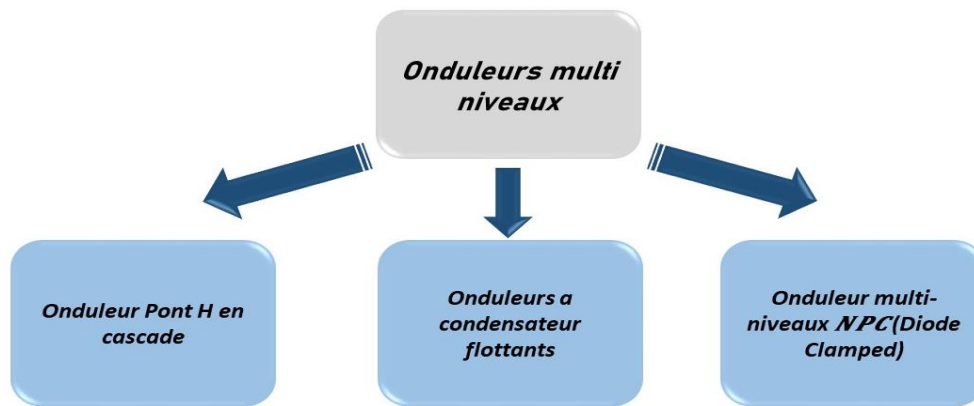 Onduleurs multi
niveaux
Onduleur Pont H en
cascade
Onduleurs a
condensateur
flottants
Onduleur multi-
niveaux NPC(Diode
Clamped)